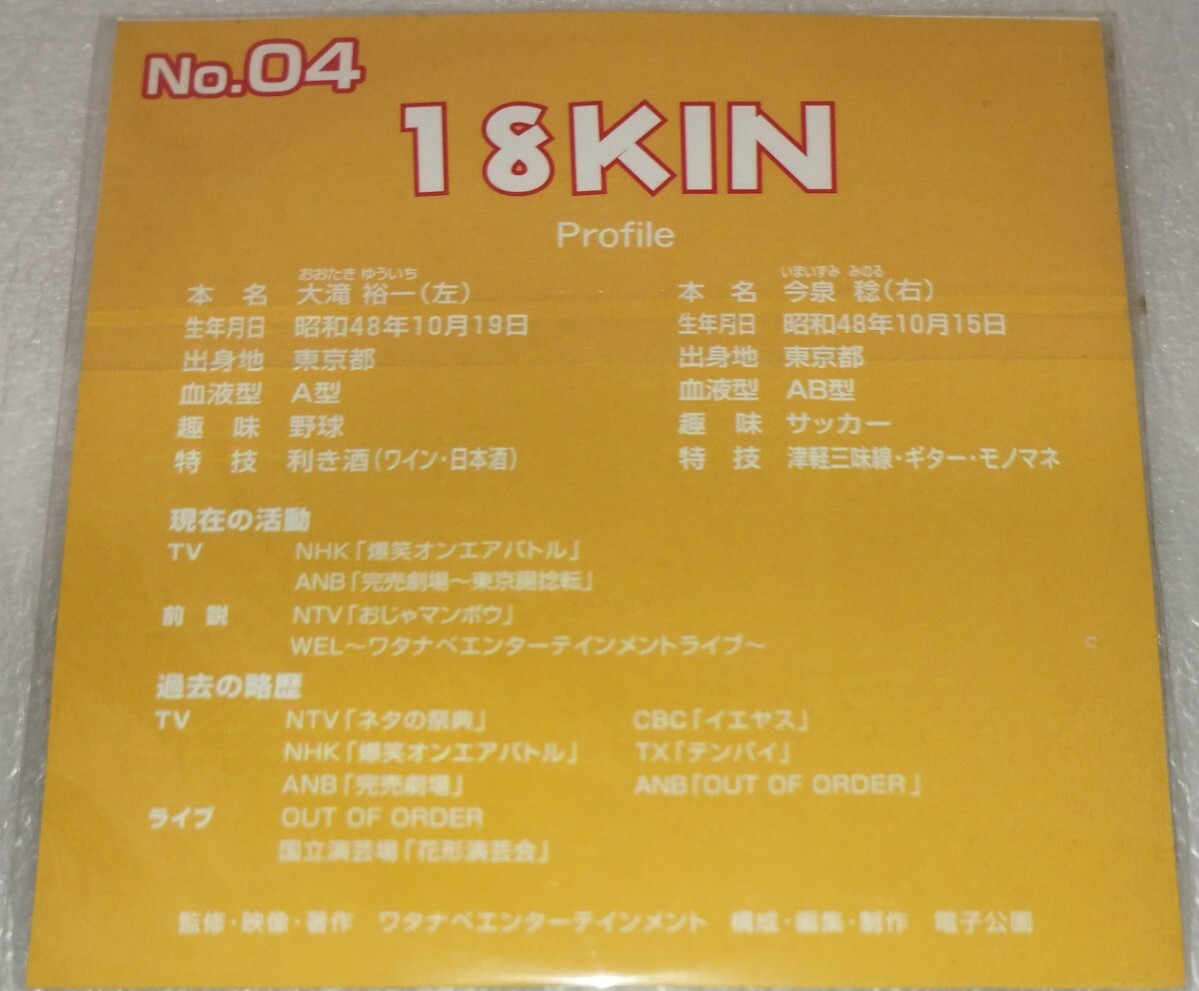 No.04
18KIN
Profile
おおたき ゆういち
本 名 大滝 裕一(左)
生年月日 昭和48年10月19日
出身地 東京都
血液型 A型
趣 味 野球
特 技 利き酒(ワイン・日本酒)
いまいずみ みのる
本 名 今泉 稔(右)
生年月日 昭和48年10月15日
出身地 東京都
血液型 AB型
趣 味 サッカー
特 技 津軽三味線・ギター・モノマネ
現在の活動
TV NHK「爆笑オンエアバトル」
ANB「完売劇場〜東京腸捻転」
前 説 NTV「おじゃマンボウ」
WEL〜ワタナベエンターテインメントライブ〜
過去の略歴
TV NTV「ネタの祭典」 CBC「イエヤス」
NHK「爆笑オンエアバトル」 TX「テンパイ」
ANB「完売劇場」 ANB「OUT OF ORDER」
ライブ OUT OF ORDER
国立演芸場「花形演芸会」
監修・映像・著作 ワタナベエンターテインメント 構成・編集・制作 電子公園